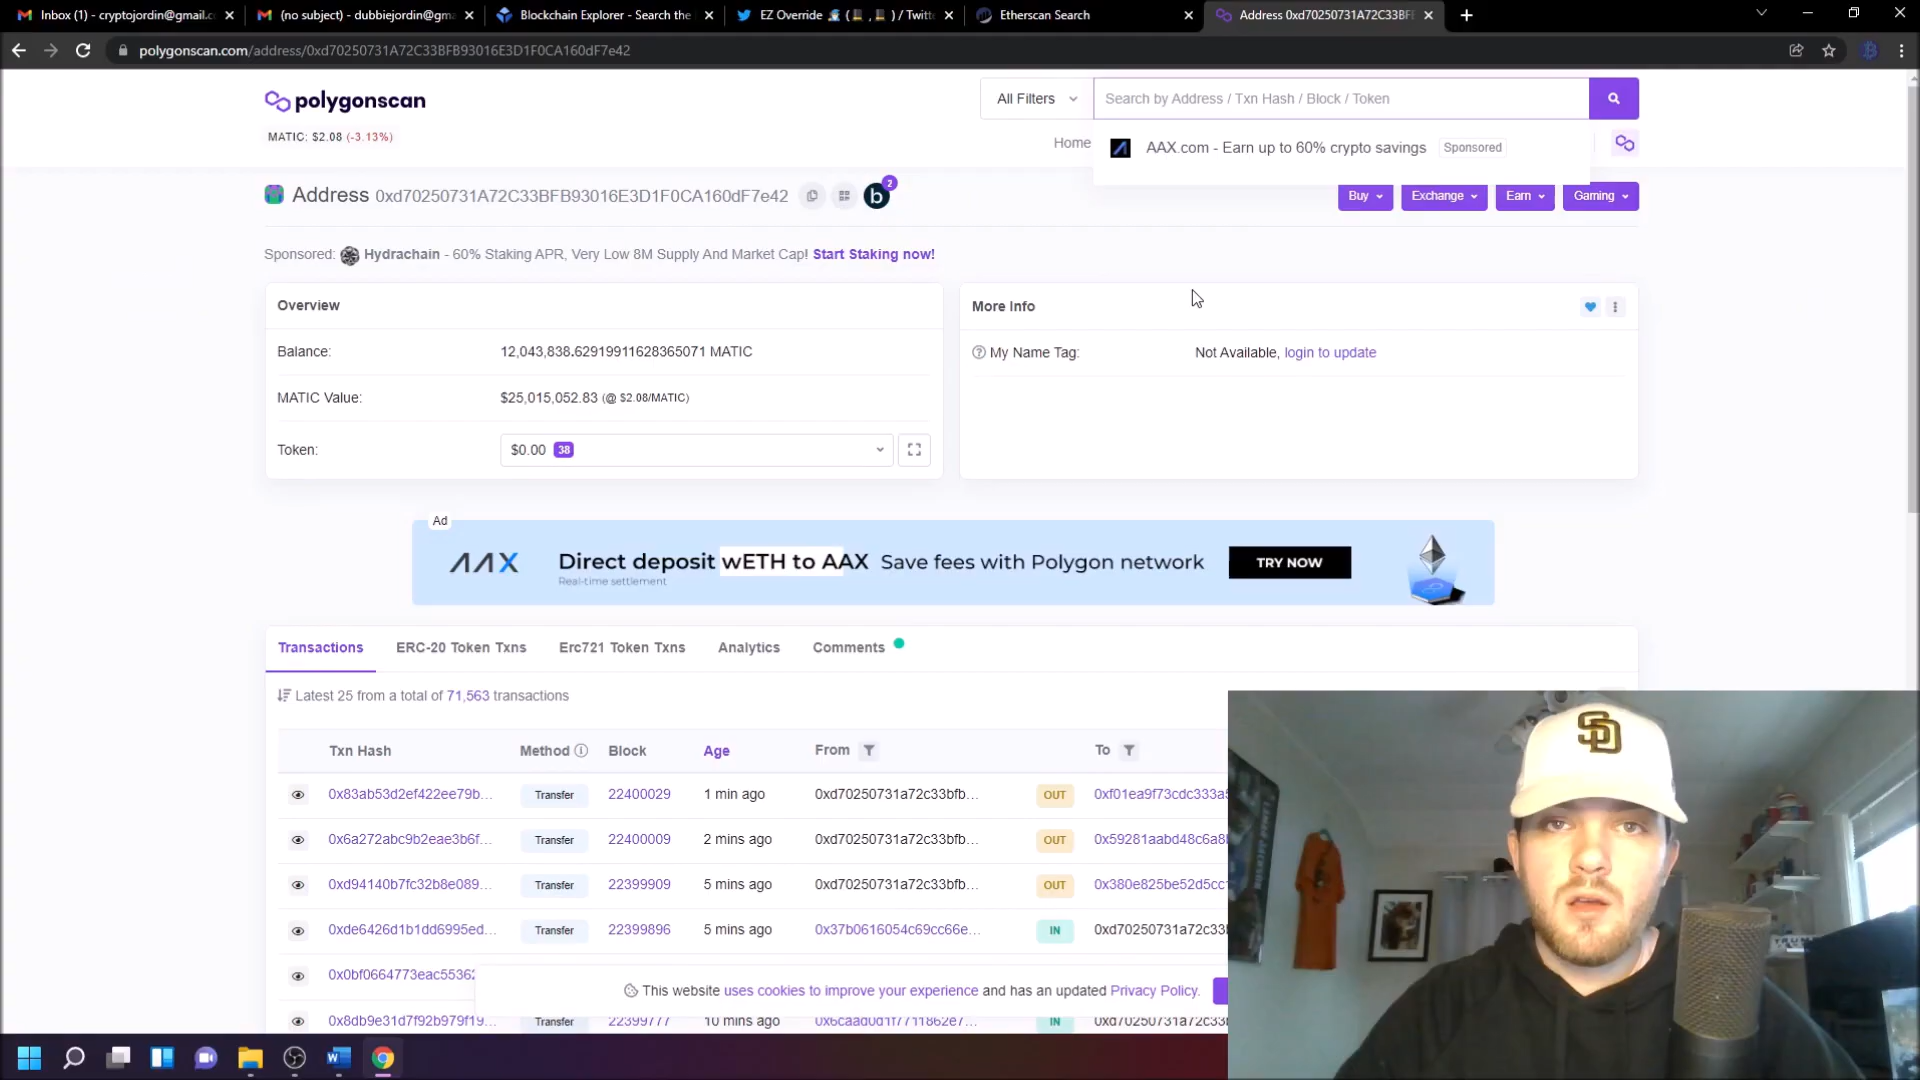 Inbox (1) - cryptojordin@gmail.c
(no subject) - dubbiejordin@gm
Blockchain Explorer - Search the
EZ Override
/ Twitt
Etherscan Search
Address 0xd70250731A72C33BF
polygonscan.com/address/0xd70250731A72C33BFB93016E3D1F0CA160dF7e42
polygonscan
All Filters
Search by Address / Txn Hash / Block / Token
MATIC: $2.08 (-3.13%)
Home
AAX.com - Earn up to 60% crypto savings
Sponsored
Address 0xd70250731A72C33BFB93016E3D1F0CA160dF7e42
b
2
Buy
Exchange
Earn
Gaming
Sponsored: Hydrachain - 60% Staking APR, Very Low 8M Supply And Market Cap! Start Staking now!
Overview
More Info
Balance:
12,043,838.62919911628365071 MATIC
My Name Tag:
Not Available, login to update
MATIC Value:
$25,015,052.83 (@ $2.08/MATIC)
Token:
$0.00 38
Ad
AAX
Direct deposit wETH to AAX
Save fees with Polygon network
TRY NOW
Real-time settlement
Transactions
ERC-20 Token Txns
Erc721 Token Txns
Analytics
Comments
Latest 25 from a total of 71,563 transactions
Txn Hash
Method
Block
Age
From
To
0x83ab53d2ef422ee79b...
Transfer
22400029
1 min ago
0xd70250731a72c33bfb...
OUT
0xf01ea9f73cdc333a
0x6a272abc9b2eae3b6f...
Transfer
22400009
2 mins ago
0xd70250731a72c33bfb...
OUT
0x59281aabd48c6a8
0xd94140b7fc32b8e089...
Transfer
22399909
5 mins ago
0xd70250731a72c33bfb...
OUT
0x380e825be52d5cc
0xde6426d1b1dd6995ed...
Transfer
22399896
5 mins ago
0x37b0616054c69cc66e...
IN
0xd70250731a72c33b
0x0bf0664773eac55362
This website uses cookies to improve your experience and has an updated Privacy Policy.
0x8db9e31d7f92b979f19...
Transfer
22399777
10 mins ago
0x6caad0d1f7711862e7...
IN
0xd70250731a72c33b
SD